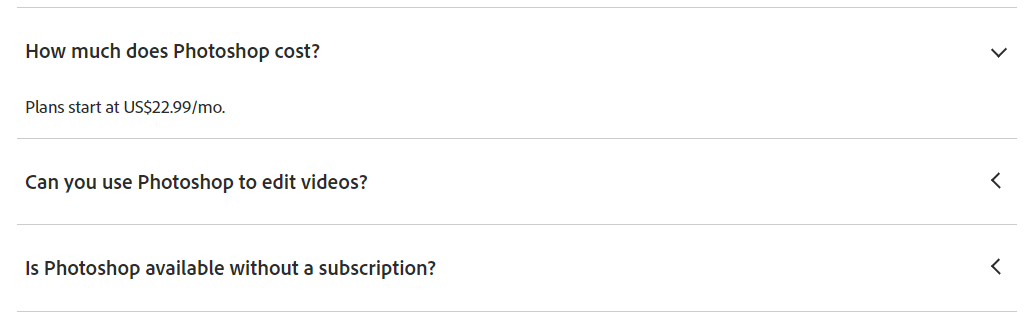 How much does Photoshop cost?
Plans start at US$22.99/mo.
Can you use Photoshop to edit videos?
Is Photoshop available without a subscription?